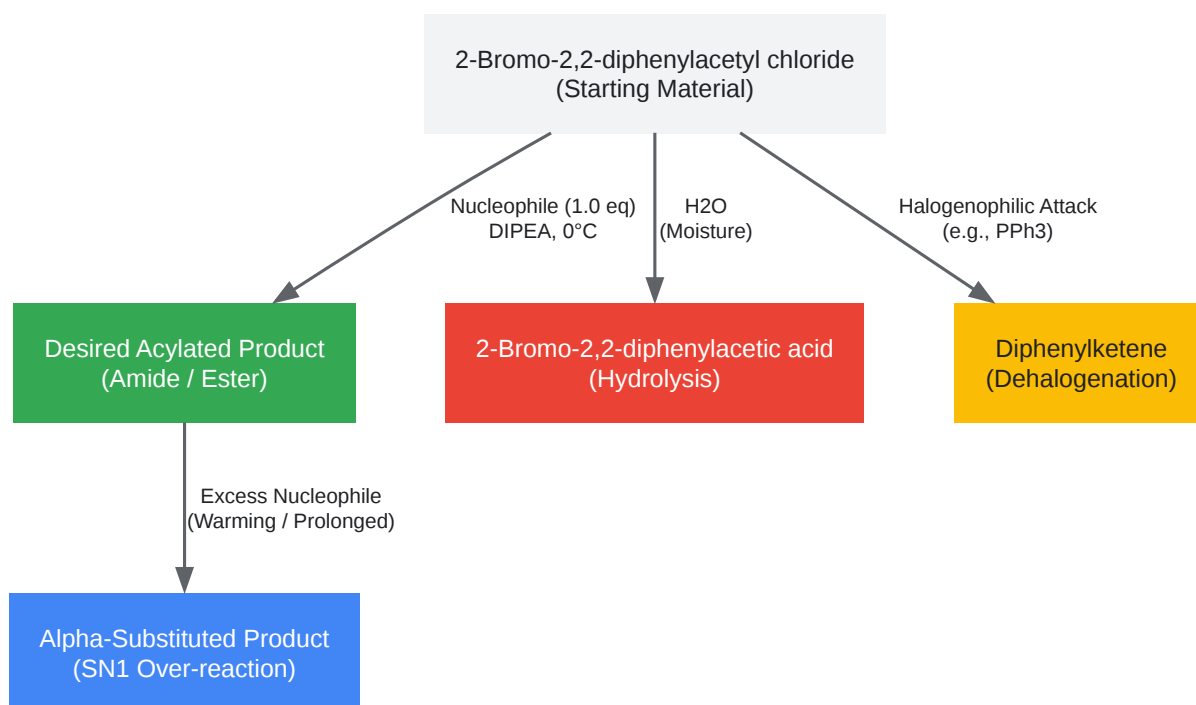 2-Bromo-2,2-diphenylacetyl chloride
(Starting Material)
Nucleophile (1.0 eq)
DIPEA, 0°C
H2O
(Moisture)
Halogenophilic Attack
(e.g., PPh3)
Desired Acylated Product
(Amide / Ester)
2-Bromo-2,2-diphenylacetic acid
(Hydrolysis)
Diphenylketene
(Dehalogenation)
Excess Nucleophile
(Warming / Prolonged)
Alpha-Substituted Product
(SN1 Over-reaction)